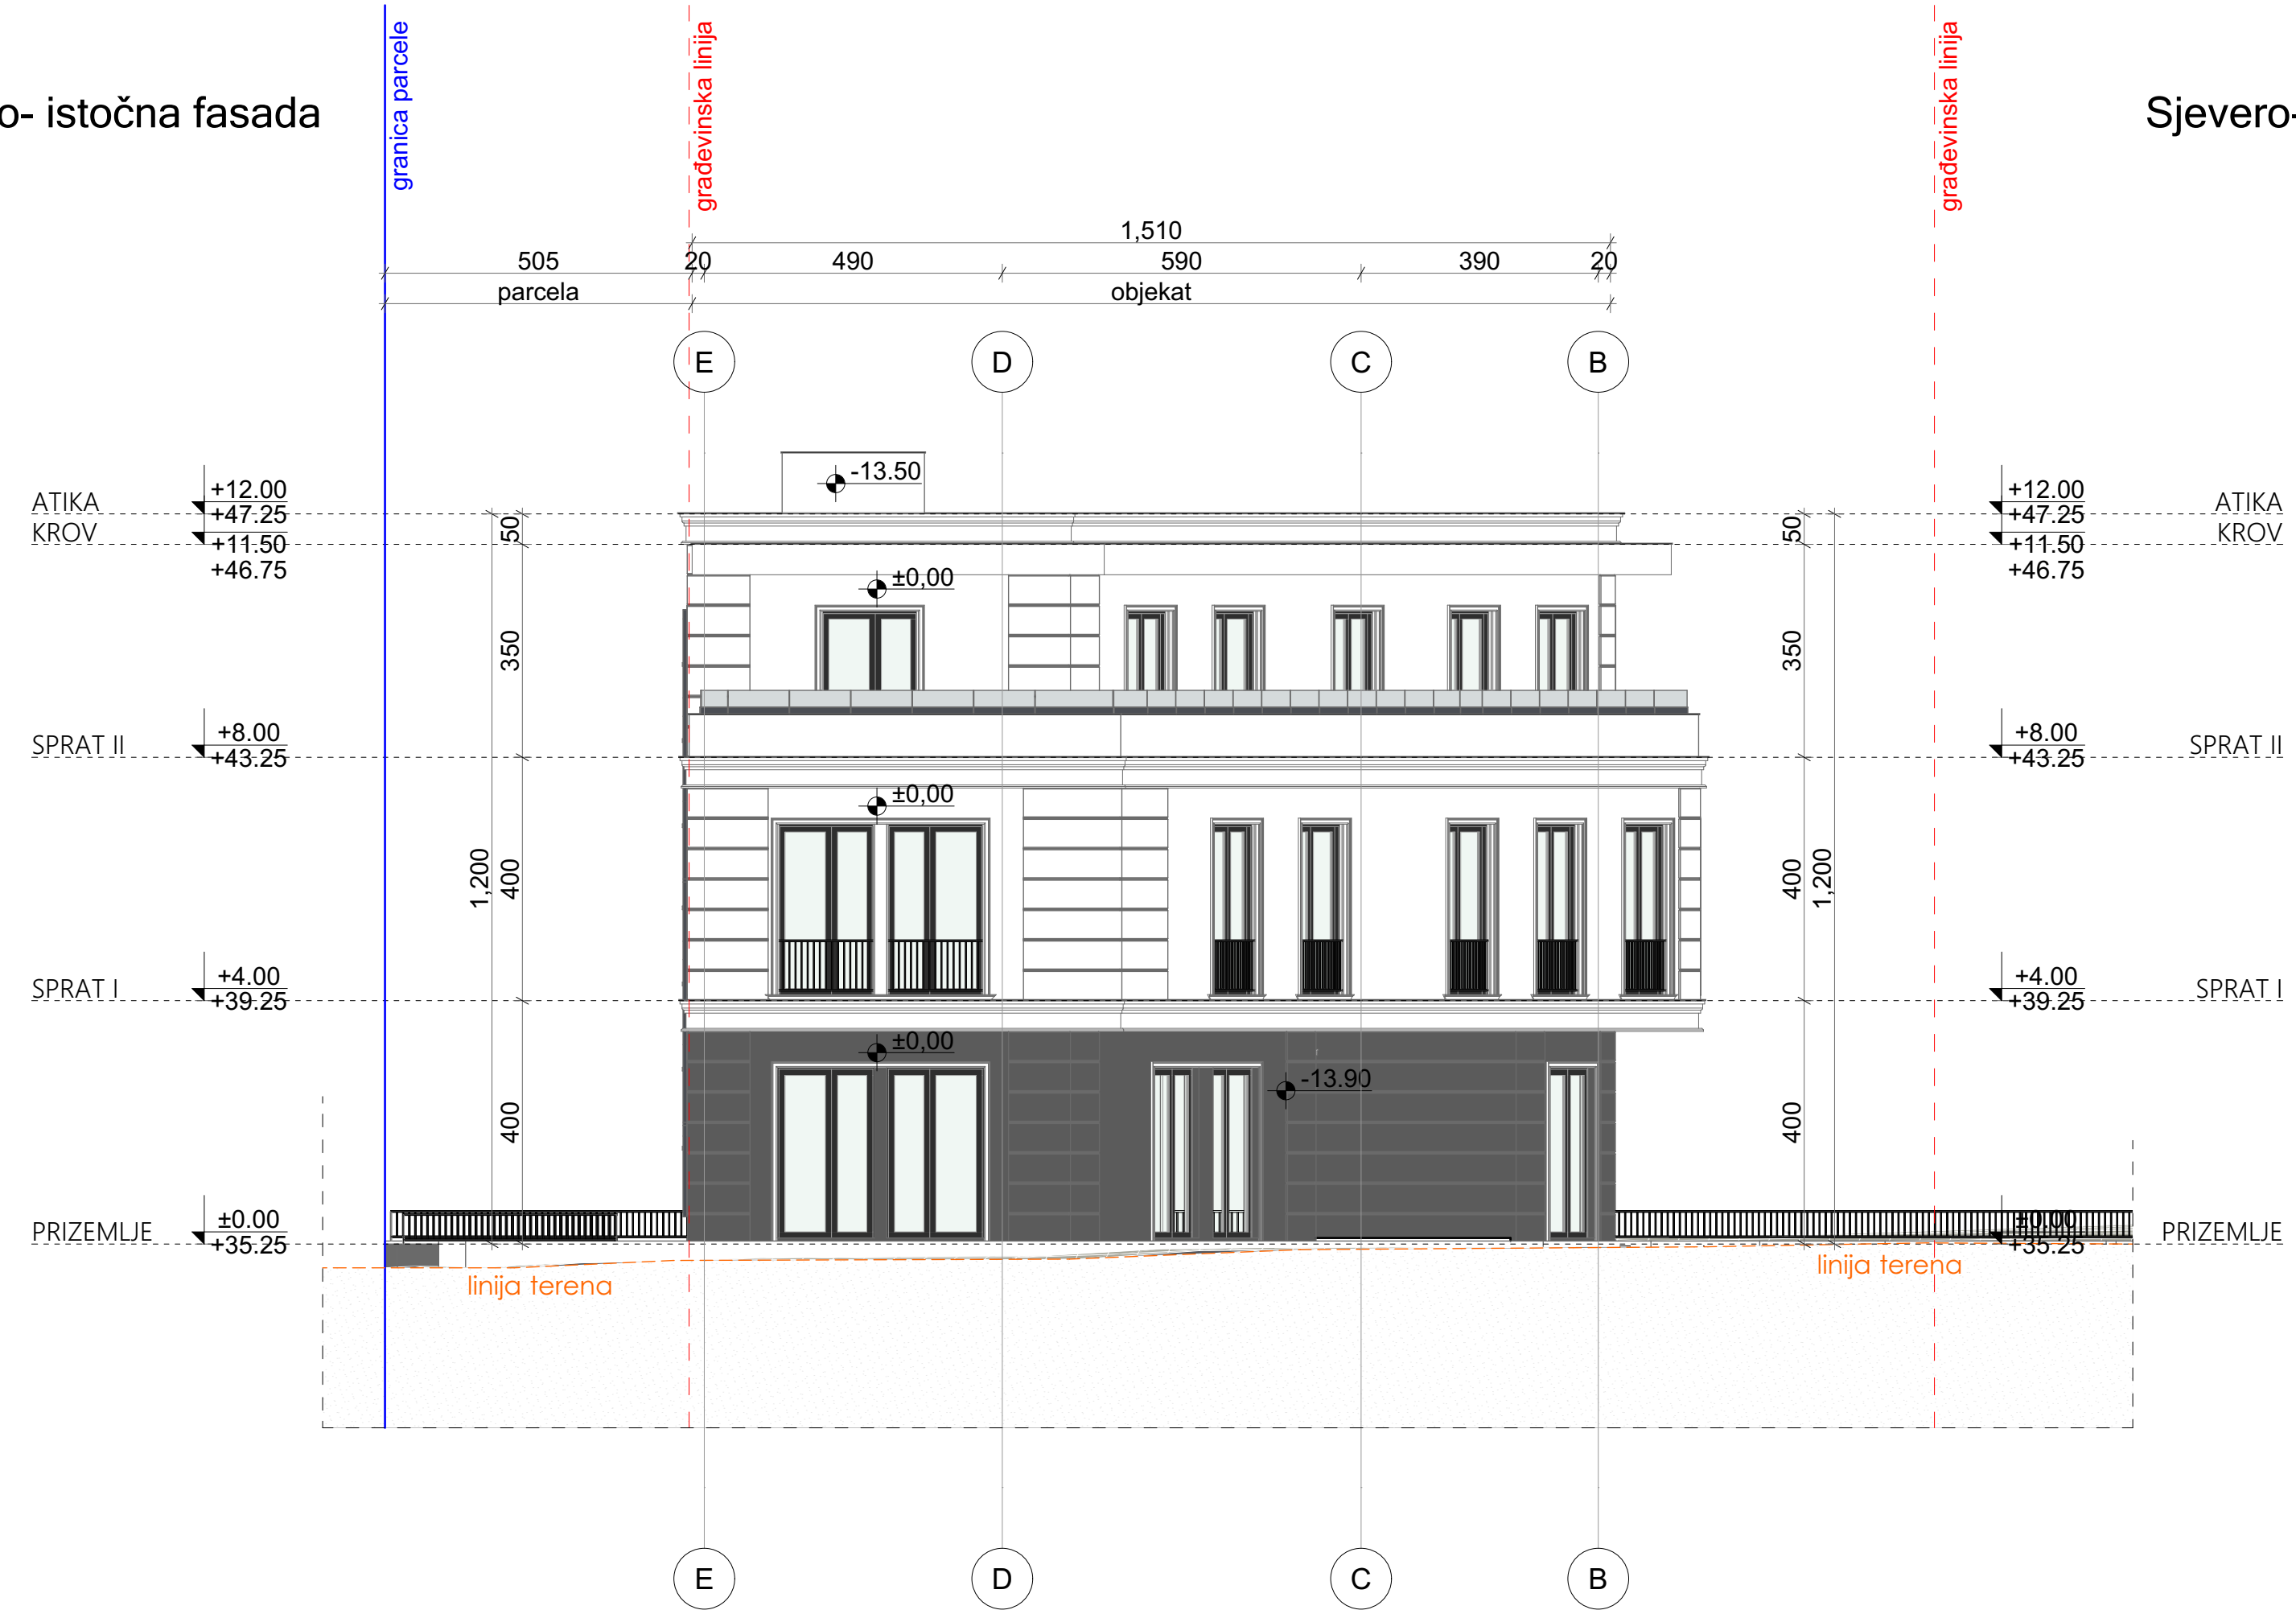 granica parcele
građevinska linija
građevinska linija
o- istočna fasada
Sjevero-
1,510
505
20
490
590
390
20
parcela
objekat
E
D
C
B
-13.50
ATIKA
+12.00
+47.25
KROV
+11.50
+46.75
50
50
+12.00
+47.25
ATIKA
+11.50
+46.75
KROV
±0,00
350
350
SPRAT II
+8.00
+43.25
+8.00
+43.25
SPRAT II
±0,00
1,200
400
400
1,200
SPRAT I
+4.00
+39.25
+4.00
+39.25
SPRAT I
±0,00
-13.90
400
400
PRIZEMLJE
±0.00
+35.25
±0.00
+35.25
PRIZEMLJE
linija terena
linija terena
E
D
C
B